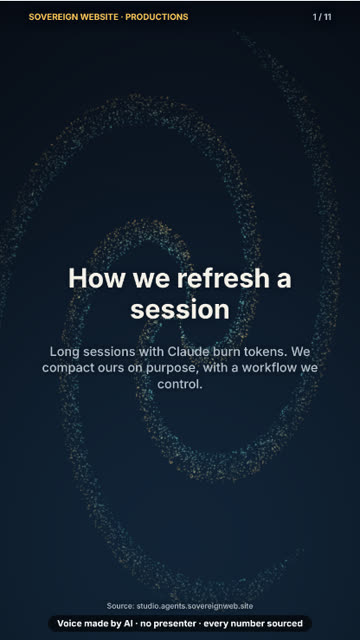 SOVEREIGN WEBSITE · PRODUCTIONS
1 / 11
How we refresh a
session
Long sessions with Claude burn tokens. We
compact ours on purpose, with a workflow we
control.
Source: studio.agents.sovereignweb.site
Voice made by AI · no presenter · every number sourced